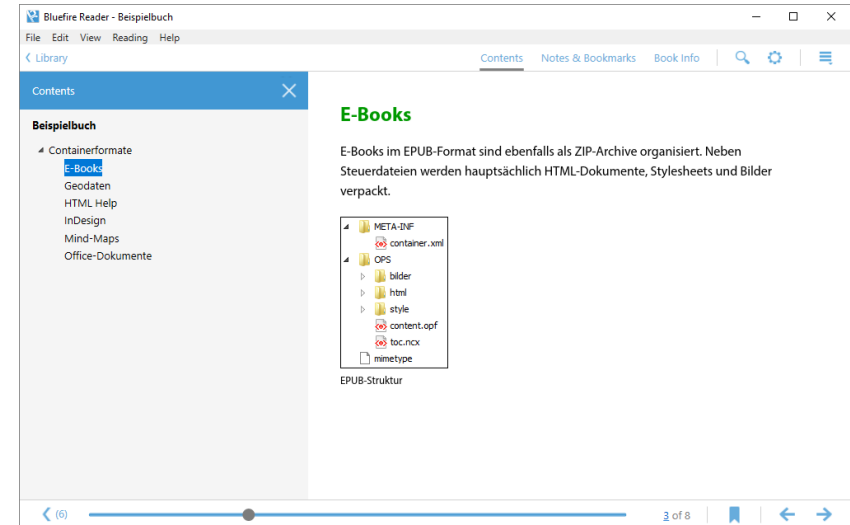 Bluefire Reader - Beispielbuch
File Edit View Reading Help
Library
Contents Notes & Bookmarks Book Info
Contents
Beispielbuch
Containerformate
E-Books
Geodaten
HTML Help
InDesign
Mind-Maps
Office-Dokumente
E-Books
E-Books im EPUB-Format sind ebenfalls als ZIP-Archive organisiert. Neben
Steuerdateien werden hauptsächlich HTML-Dokumente, Stylesheets und Bilder
verpackt.
META-INF
container.xml
OPS
bilder
html
style
content.opf
toc.ncx
mimetype
EPUB-Struktur
(6)
3 of 8